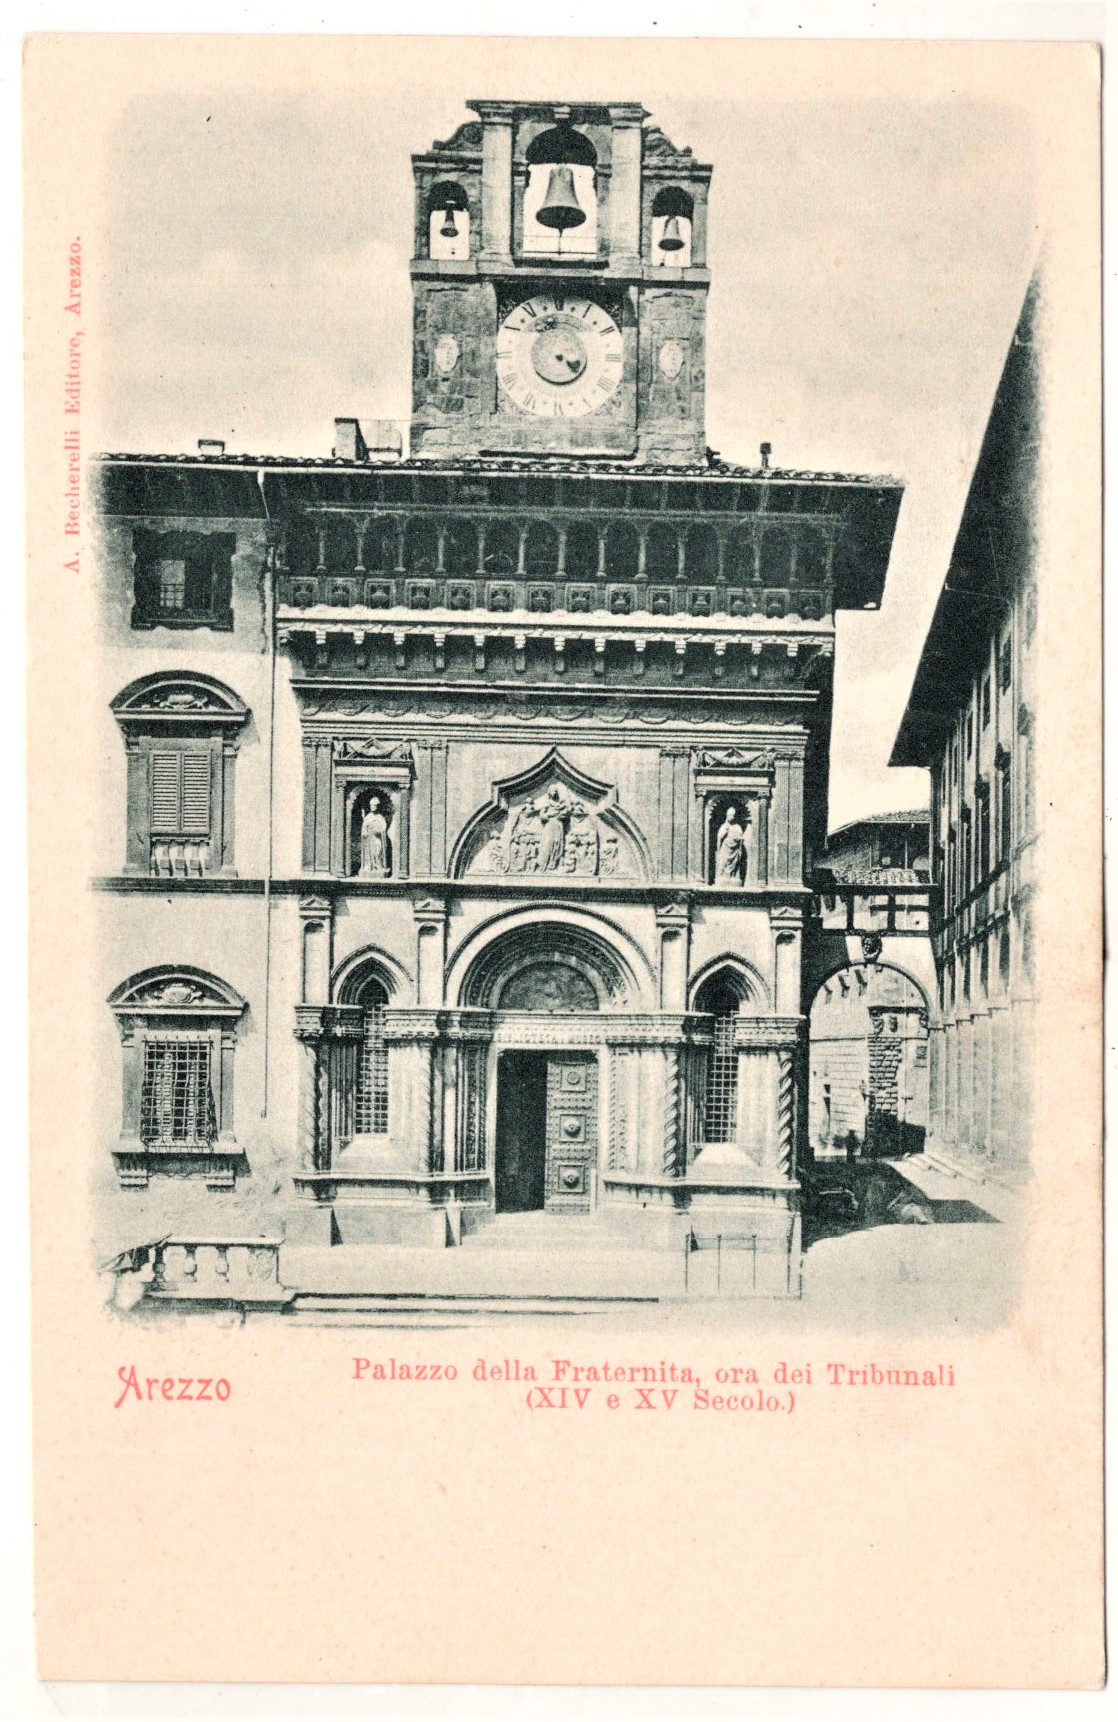 A. Becherelli Editore, Arezzo.
Arezzo
Palazzo della Fraternita, ora dei Tribunali
(XIV e XV Secolo.)